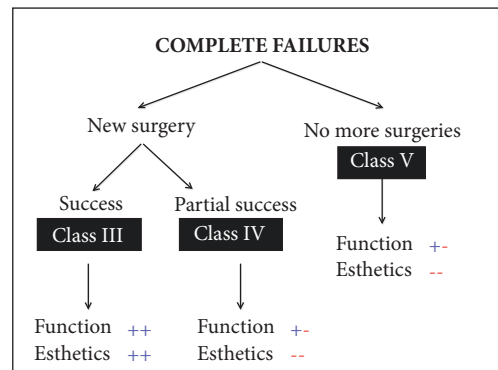 COMPLETE FAILURES
New surgery
No more surgeries
Class V
Success
Partial success
Class III
Class IV
Function +-
Esthetics --
Function ++
Esthetics ++
Function +-
Esthetics --